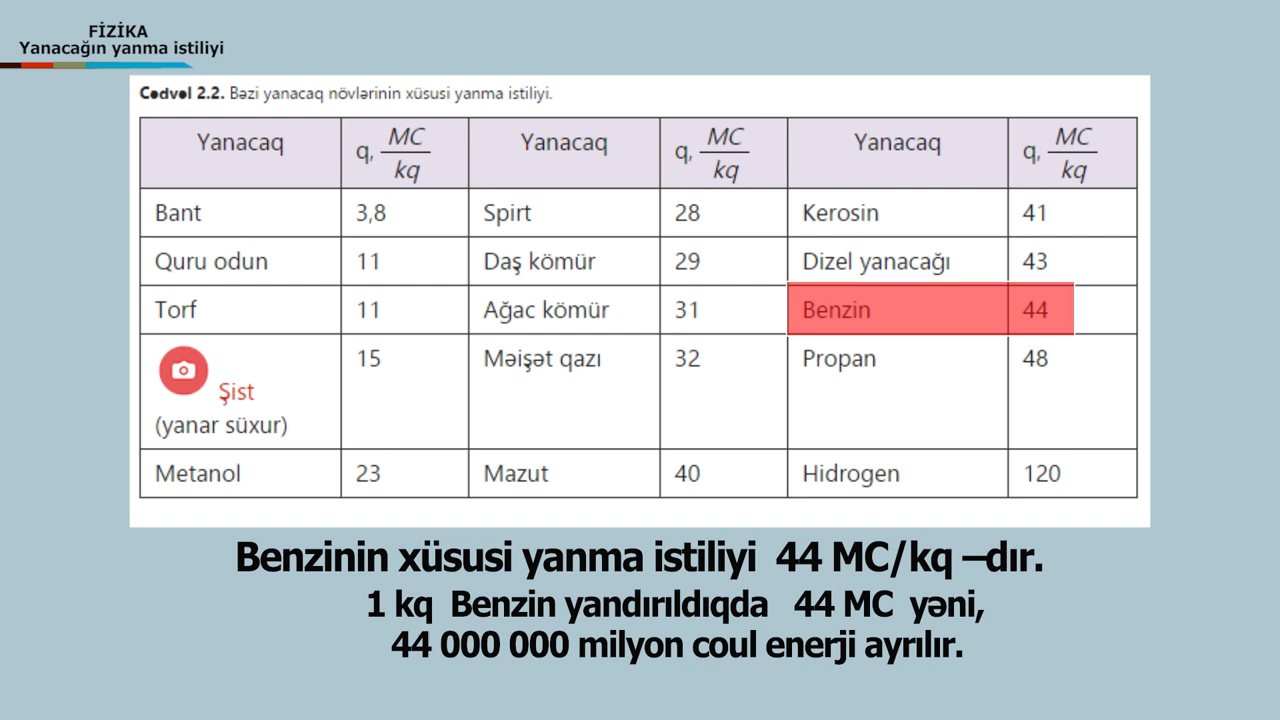 FİZİKA
Yanacağın yanma istiliyi
Cədvəl 2.2. Bəzi yanacaq növlərinin xüsusi yanma istiliyi.
Yanacaq q, MC/kq Yanacaq q, MC/kq Yanacaq q, MC/kq
Bant 3,8 Spirt 28 Kerosin 41
Quru odun 11 Daş kömür 29 Dizel yanacağı 43
Torf 11 Ağac kömür 31 Benzin 44
Şist (yanar süxur) 15 Məişət qazı 32 Propan 48
Metanol 23 Mazut 40 Hidrogen 120
Benzinin xüsusi yanma istiliyi 44 MC/kq –dır.
1 kq Benzin yandırıldıqda 44 MC yəni,
44 000 000 milyon coul enerji ayrılır.